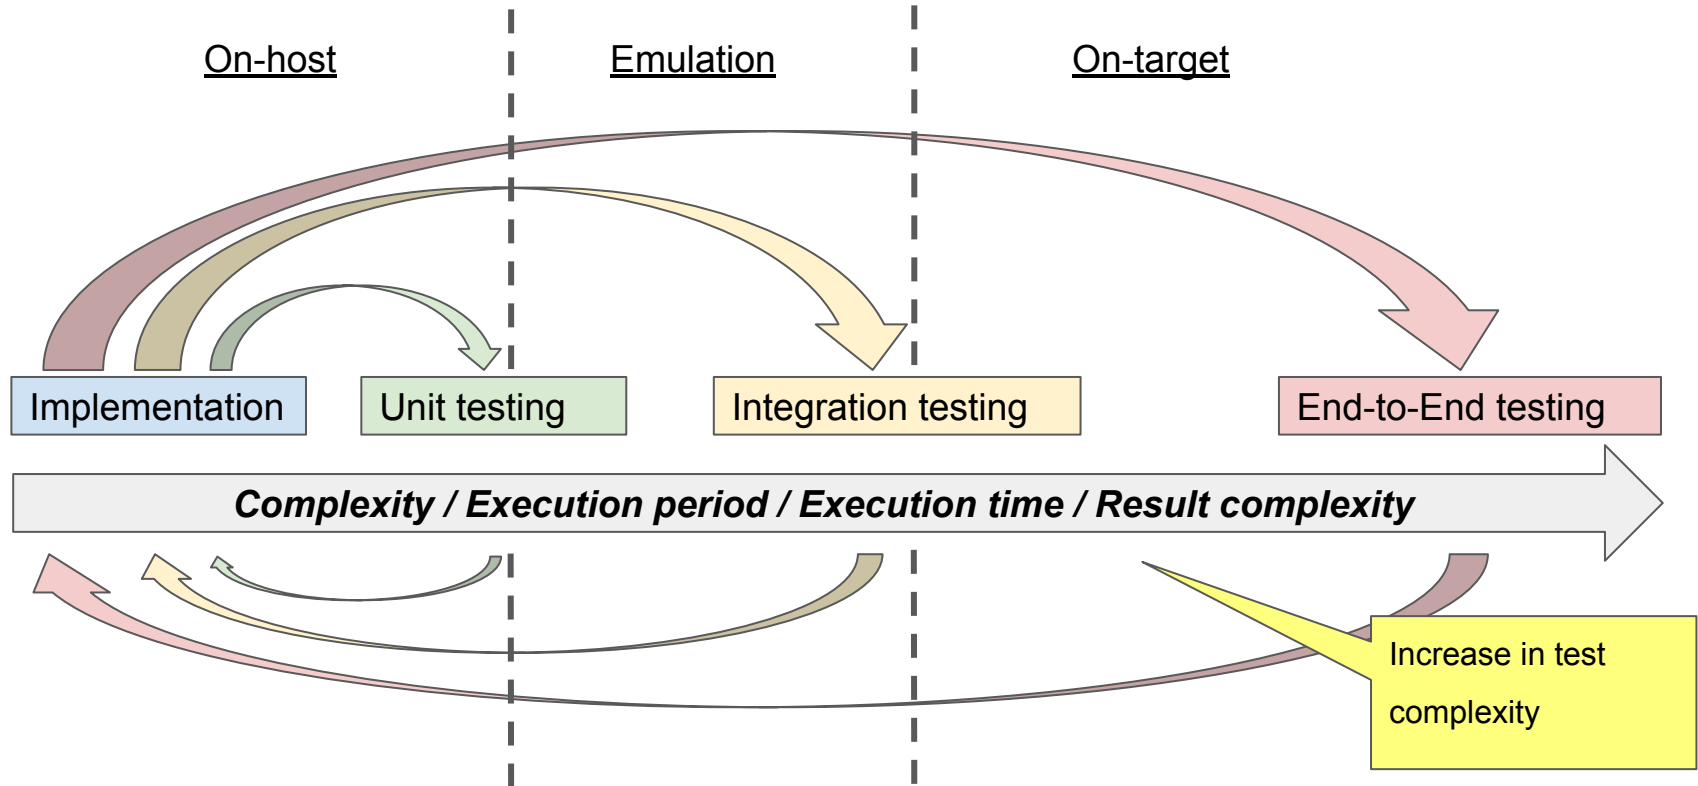 On-host
Emulation
On-target
Implementation
Unit testing
Integration testing
End-to-End testing
Complexity / Execution period / Execution time / Result complexity
Increase in test
complexity